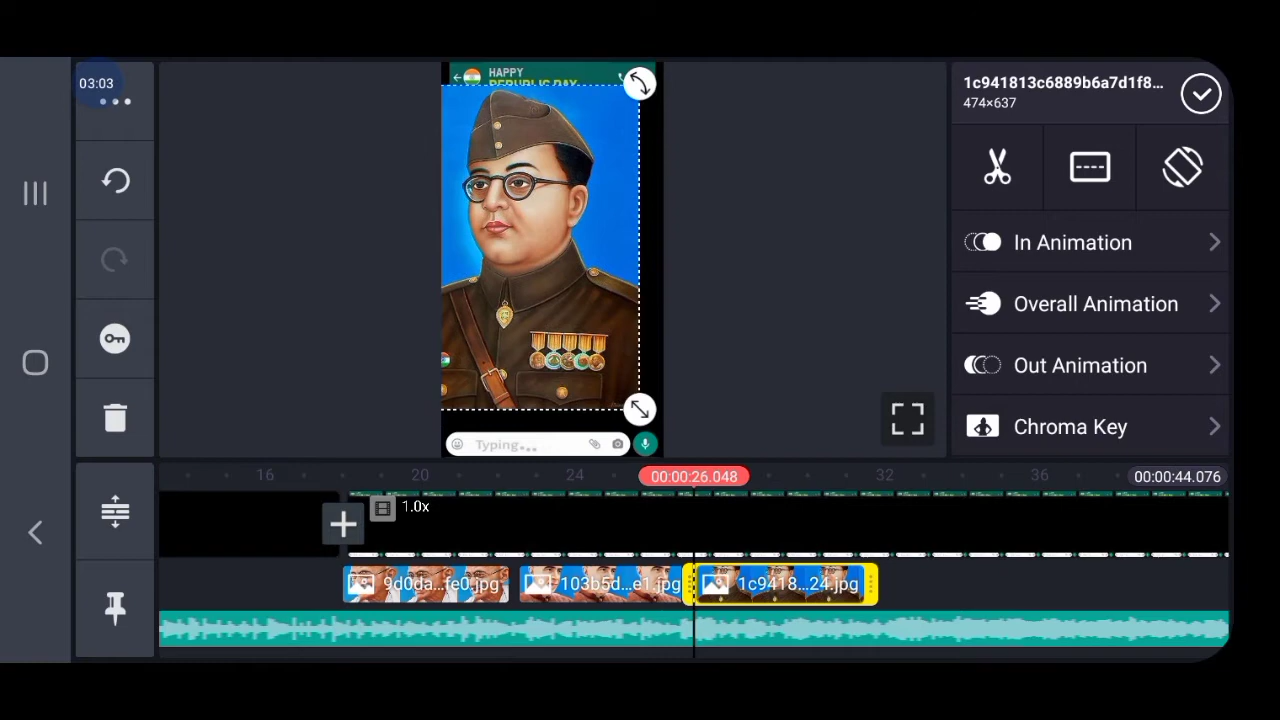 03:03
HAPPY
REPUBLIC DAY
Typing...
1c941813c6889b6a7d1f8...
474×637
In Animation
Overall Animation
Out Animation
Chroma Key
16
20
24
00:00:26.048
32
36
00:00:44.076
1.0x
9d0da...fe0.jpg
103b5d...e1.jpg
1c9418...24.jpg